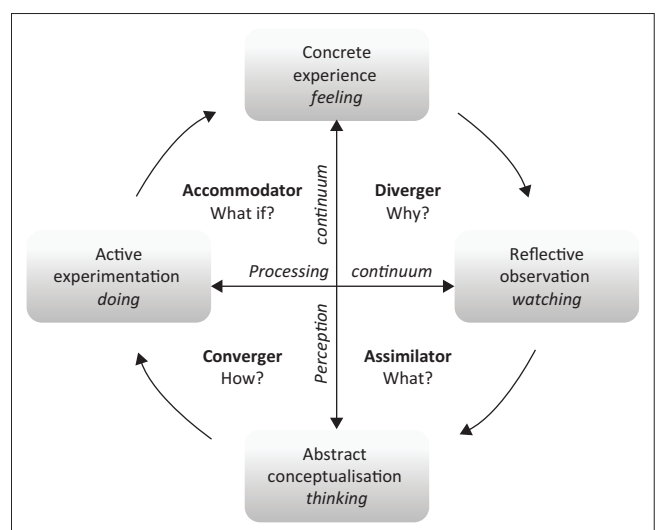 Concrete
experience
feeling
Accommodator
What if?
continuum
Diverger
Why?
Active
experimentation
doing
Processing continuum
Reflective
observation
watching
Converger
How?
Perception
Assimilator
What?
Abstract
conceptualisation
thinking